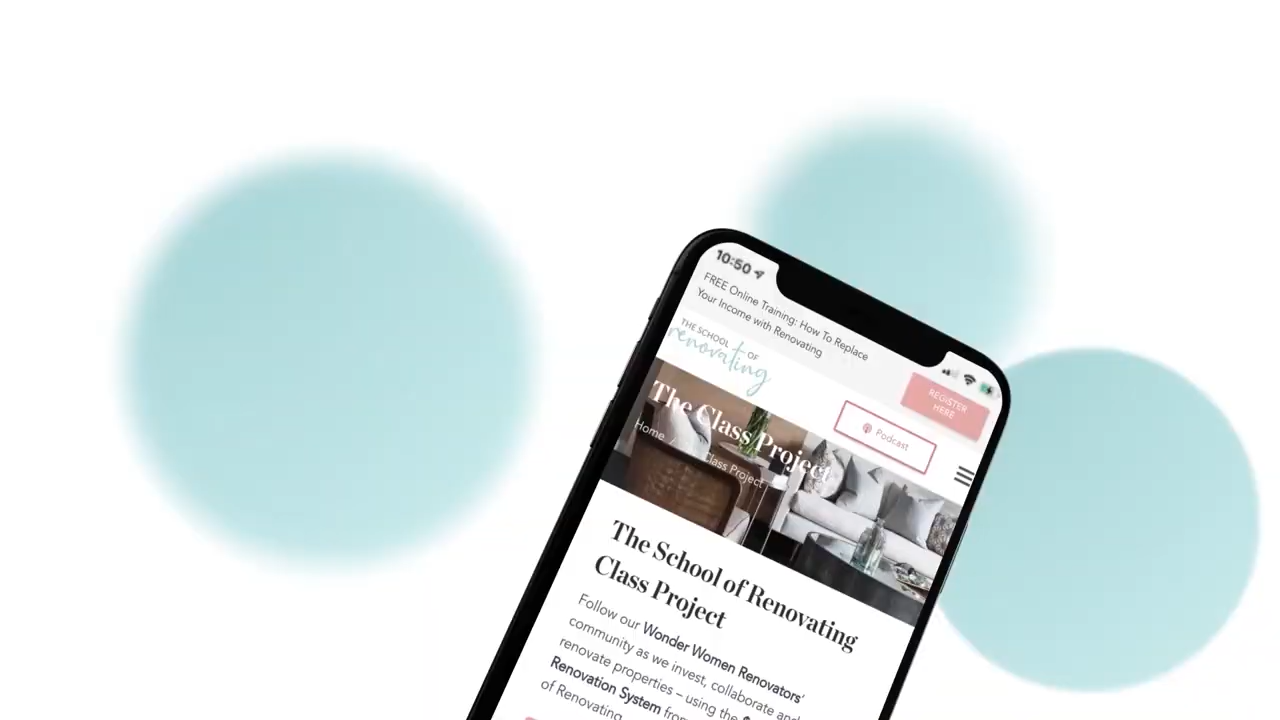 10:50
FREE Online Training: How To Replace
Your Income with Renovating
REGISTER
HERE
THE SCHOOL OF
renovating
Podcast
The Class Project
Home / Class Project
The School of Renovating
Class Project
Follow our Wonder Women Renovators'
community as we invest, collaborate and
renovate properties – using the
Renovation System from
of Renovating